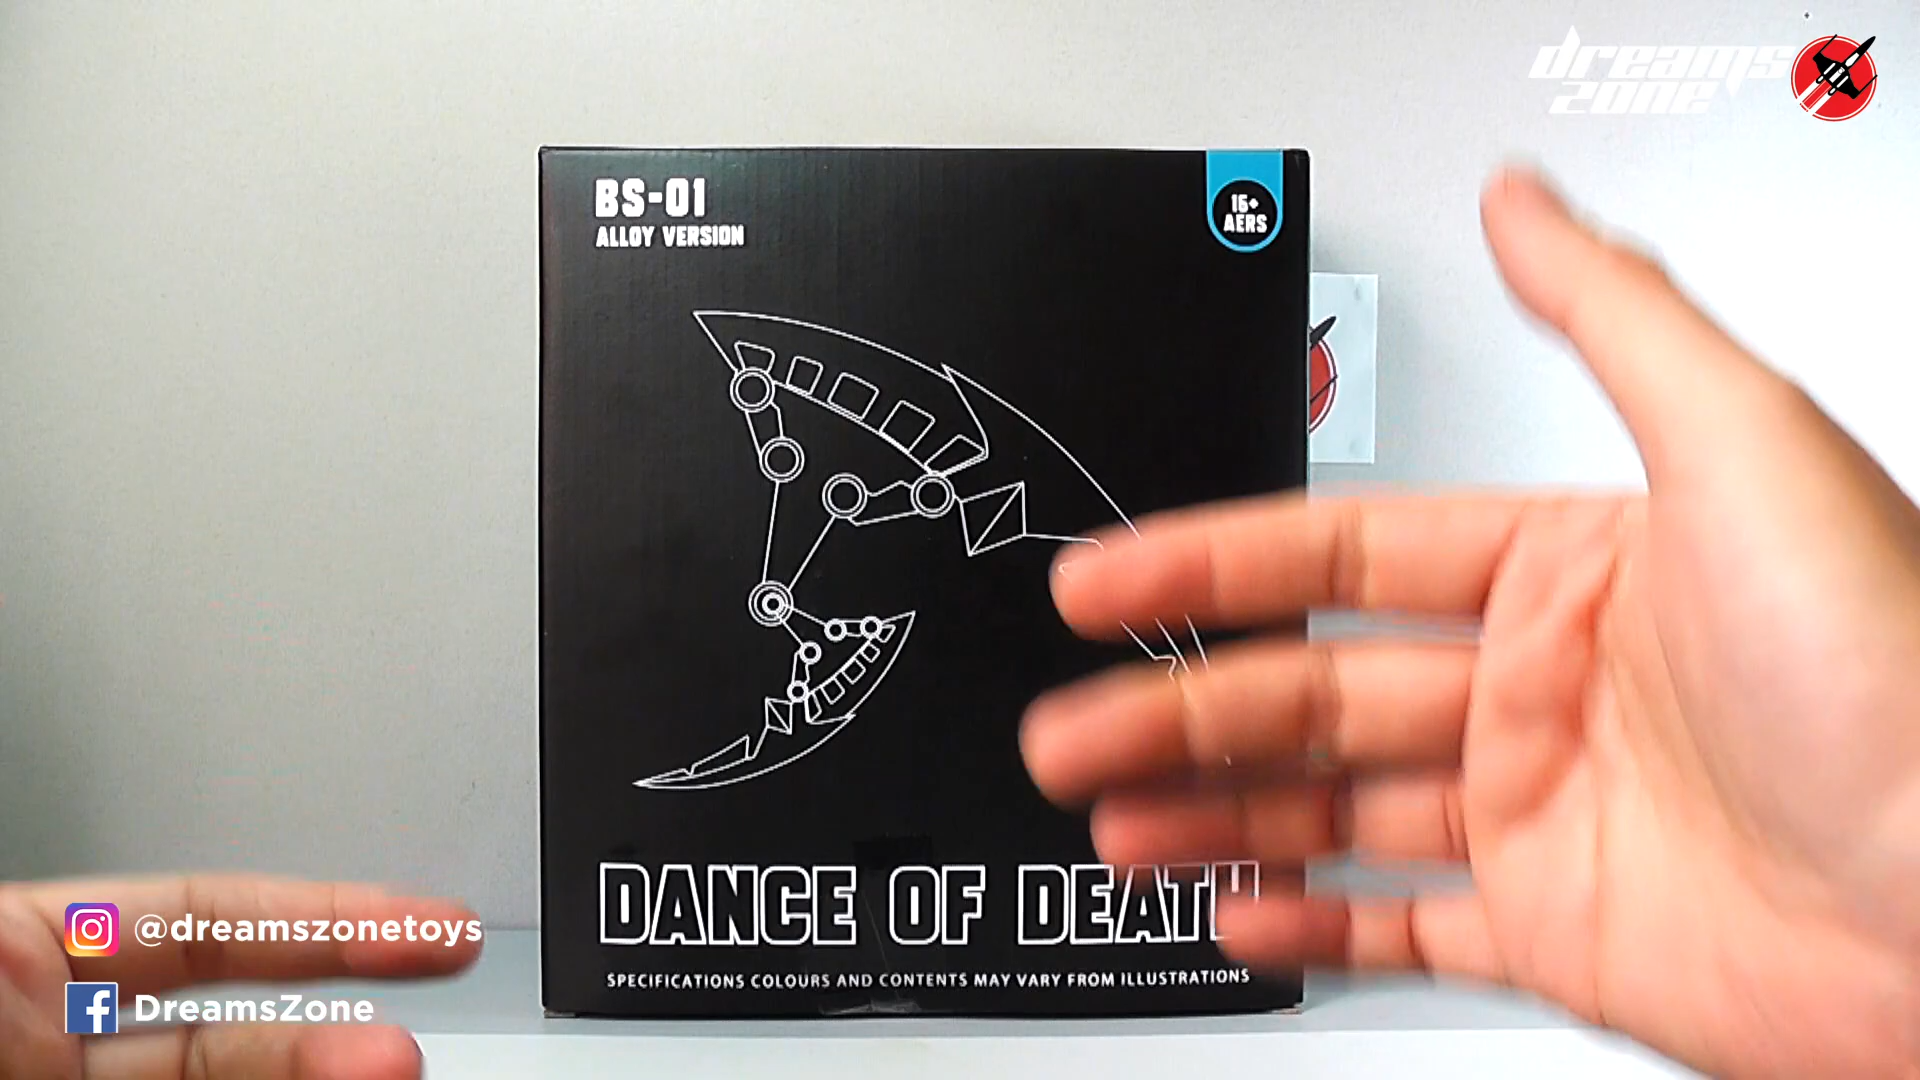 dreams
zone
BS-01
ALLOY VERSION
15+
AERS
DANCE OF DEATH
SPECIFICATIONS COLOURS AND CONTENTS MAY VARY FROM ILLUSTRATIONS
@dreamszonetoys
DreamsZone